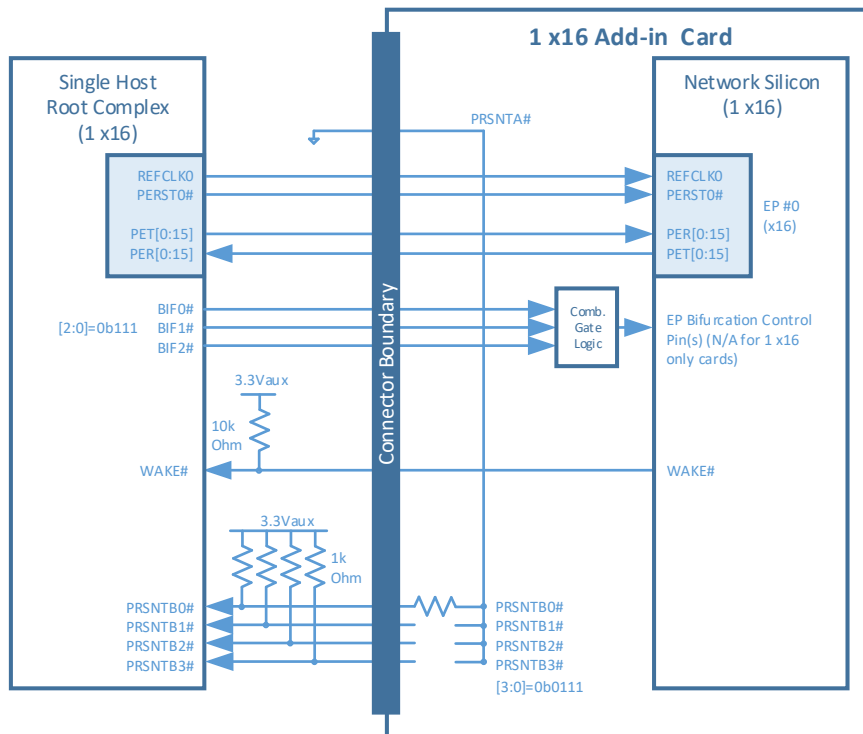 1 x16 Add-in Card
Single Host
Root Complex
(1 x16)
Network Silicon
(1 x16)
PRSNTA#
REFCLK0
PERST0#
PET[0:15]
PER[0:15]
REFCLK0
PERST0#
PER[0:15]
PET[0:15]
EP #0
(x16)
BIF0#
[2:0]=0b111
BIF1#
BIF2#
Comb.
Gate
Logic
EP Bifurcation Control
Pin(s) (N/A for 1 x16
only cards)
Connector Boundary
3.3Vaux
10k
Ohm
WAKE#
WAKE#
3.3Vaux
1k
Ohm
PRSNTB0#
PRSNTB1#
PRSNTB2#
PRSNTB3#
PRSNTB0#
PRSNTB1#
PRSNTB2#
PRSNTB3#
[3:0]=0b0111